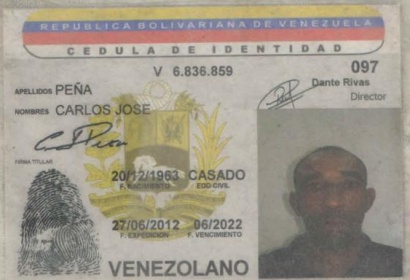 REPUBLICA BOLIVARIANA DE VENEZUELA
CEDULA DE IDENTIDAD
V 6.836.859
097
Dante Rivas
Director
APELLIDOS PEÑA
NOMBRES CARLOS JOSE
FIRMA TITULAR
20/12/1963 CASADO
F. NACIMIENTO EDO-CIVIL
27/06/2012 06/2022
F. EXPEDICION F. VENCIMIENTO
VENEZOLANO